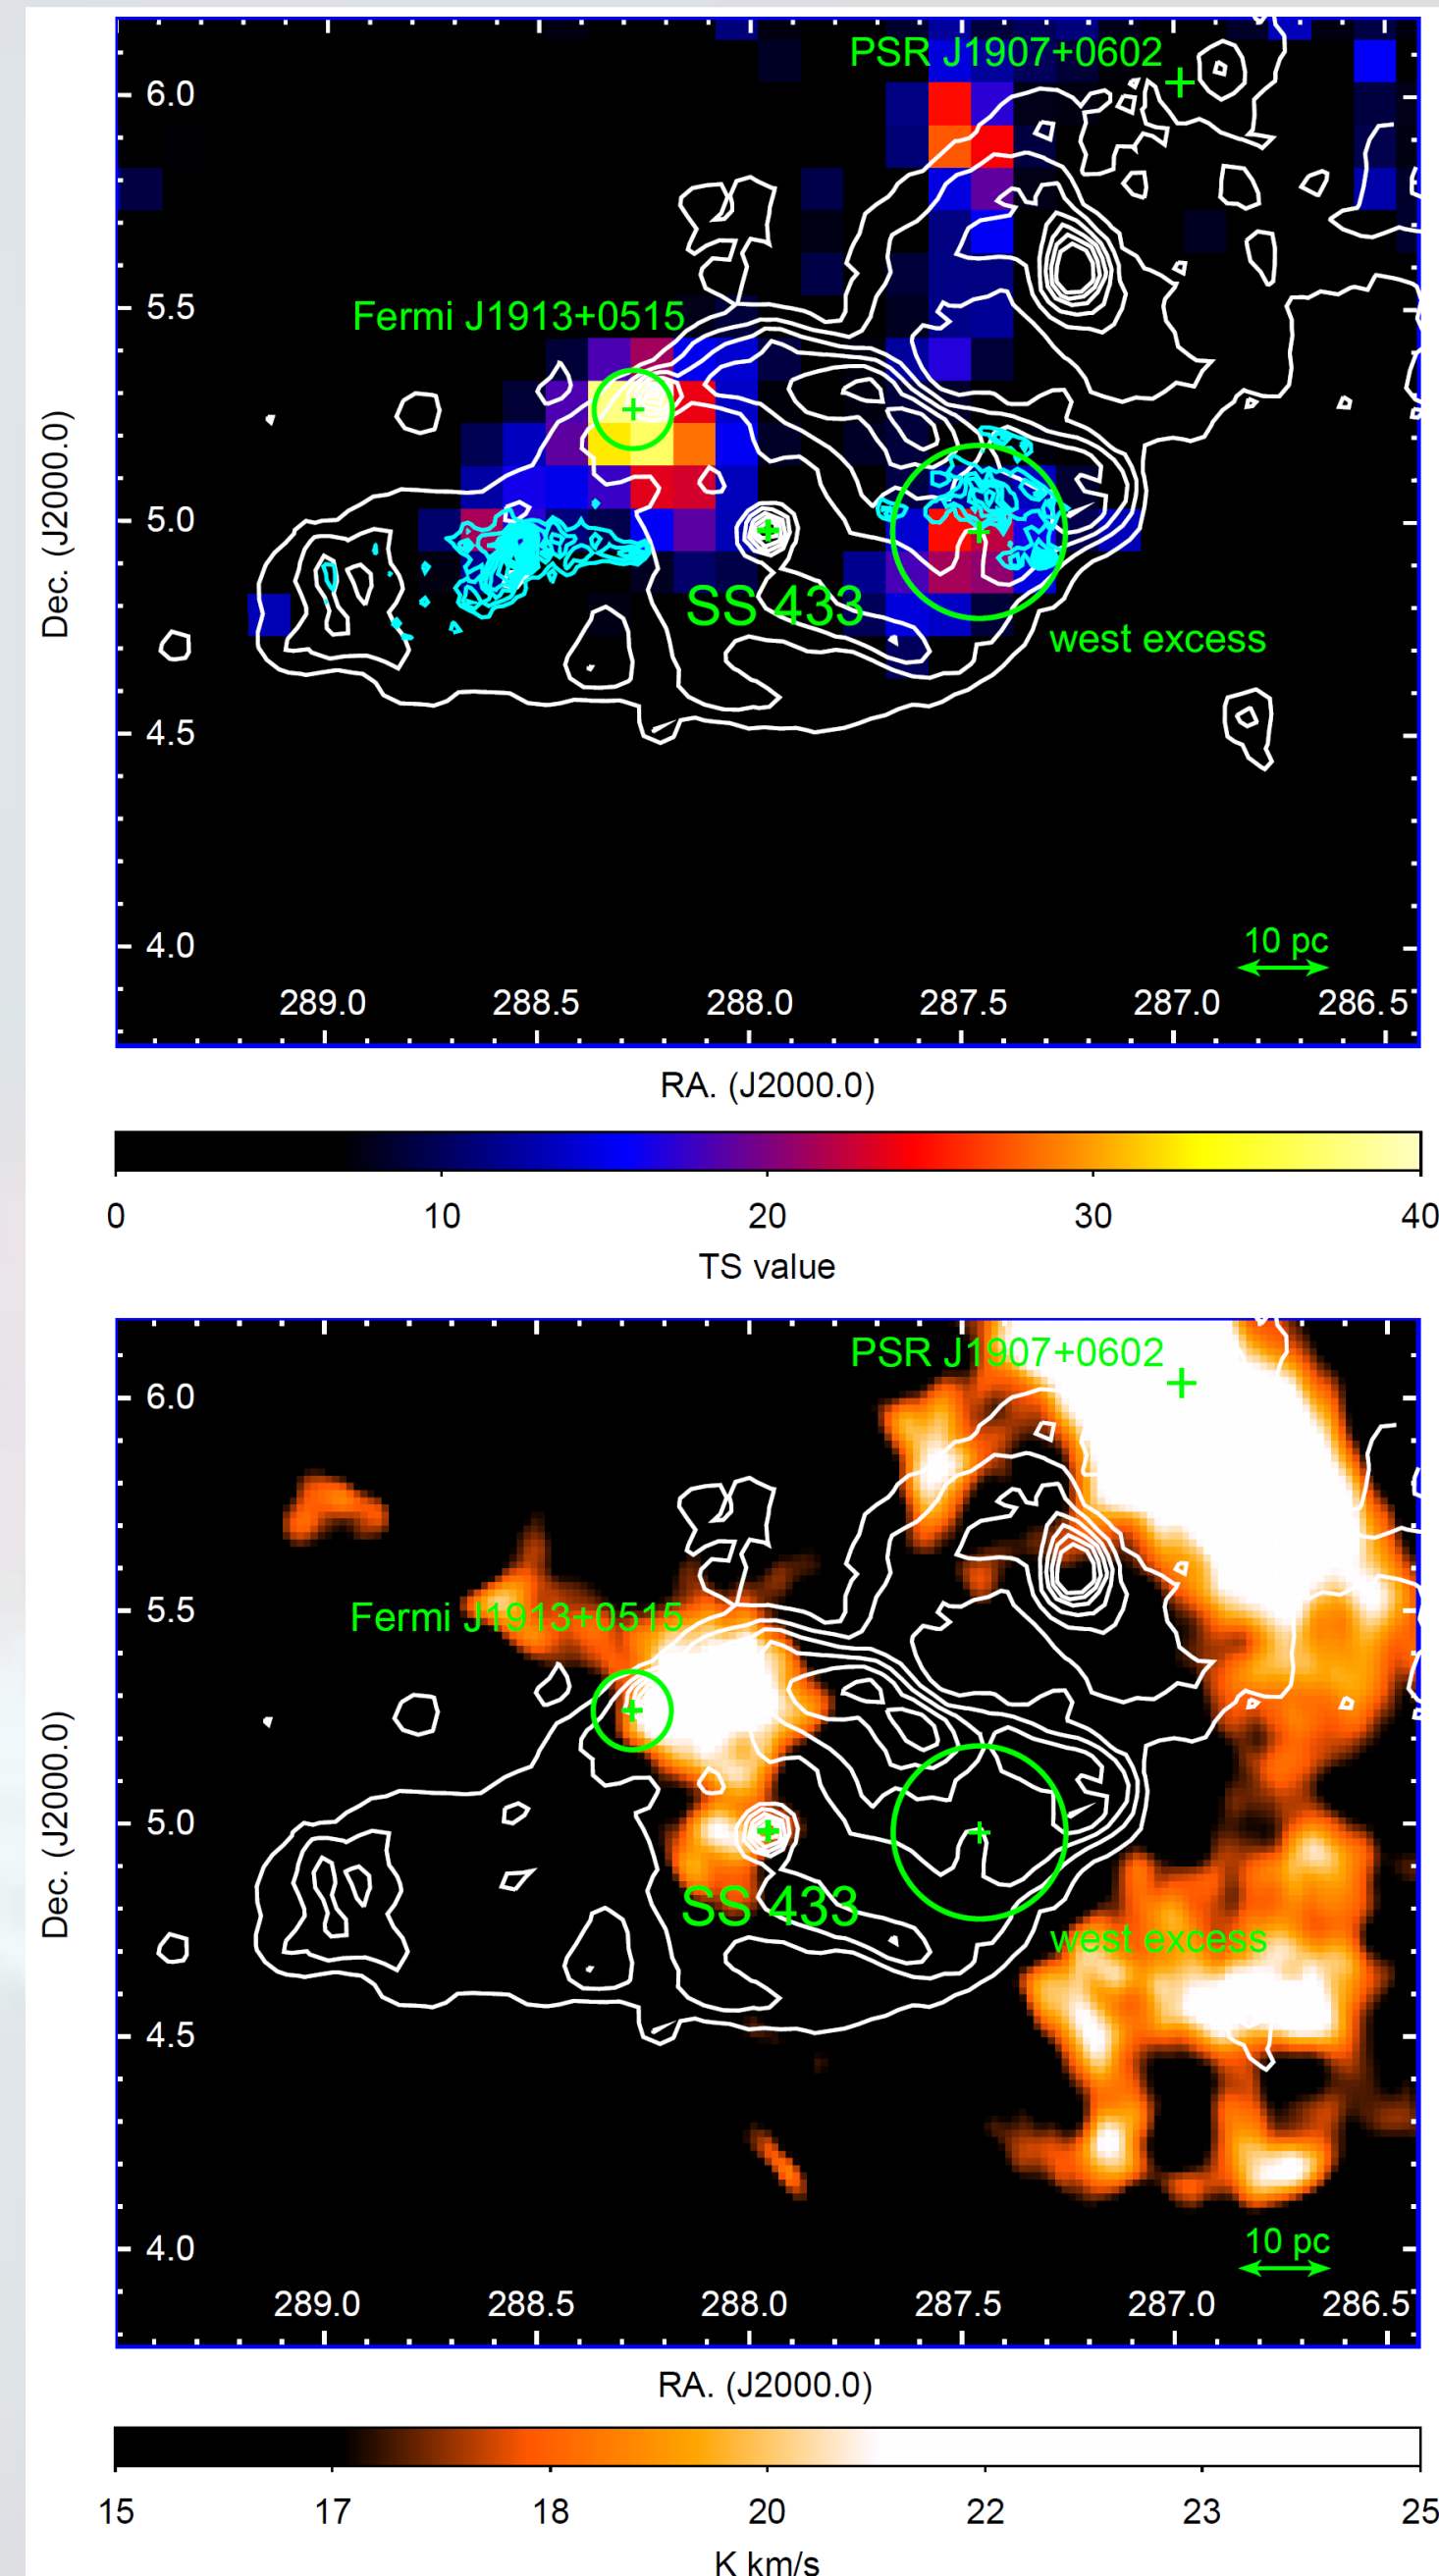 PSR J1907+0602
6.0
Fermi J1913+0515
5.5
5.0
SS 433
west excess
4.5
4.0
10 pc
289.0 288.5 288.0 287.5 287.0 286.5
Dec. (J2000.0)
RA. (J2000.0)
0 10 20 30 40
TS value
PSR J1907+0602
6.0
Fermi J1913+0515
5.5
5.0
SS 433
west excess
4.5
4.0
10 pc
289.0 288.5 288.0 287.5 287.0 286.5
Dec. (J2000.0)
RA. (J2000.0)
15 17 18 20 22 23 25
K km/s